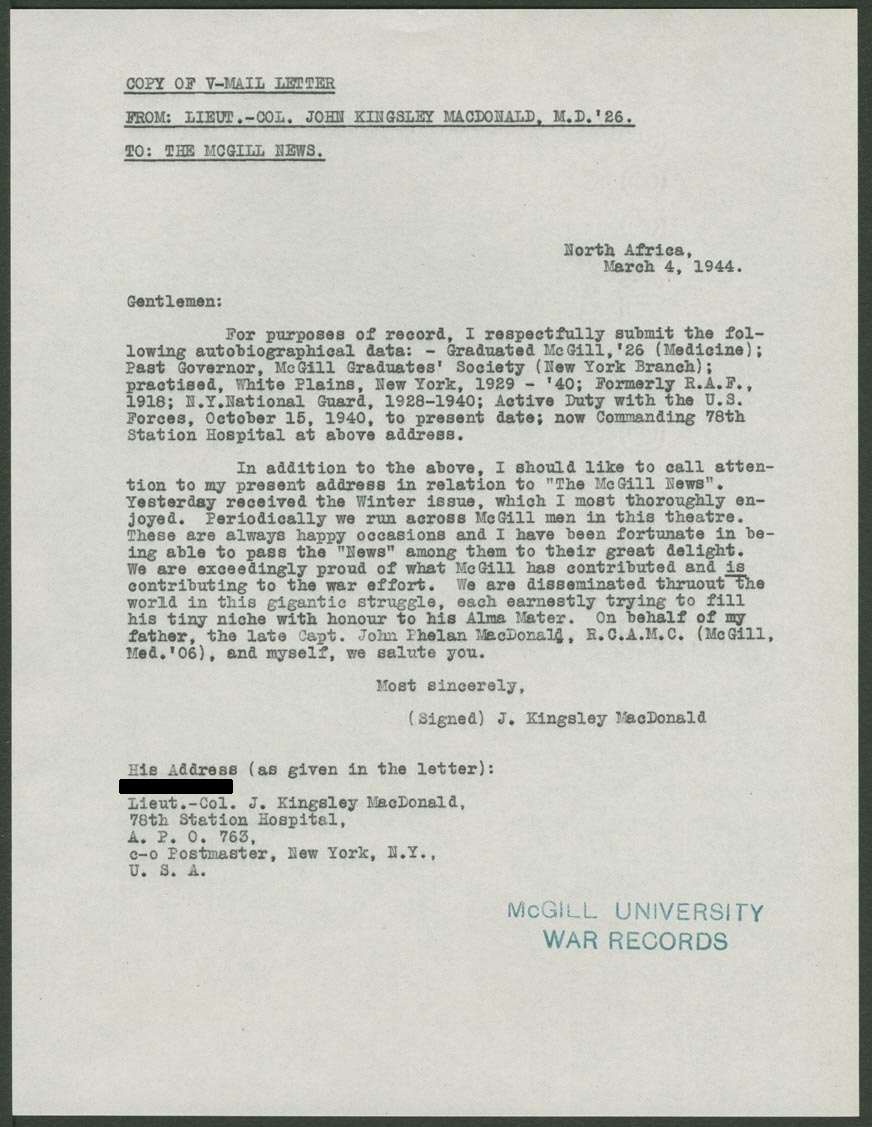 COPY OF V-MAIL LETTER
FROM: LIEUT.-COL. JOHN KINGSLEY MACDONALD, M.D.'26.
TO: THE MCGILL NEWS.
North Africa,
March 4, 1944.
Gentlemen:
For purposes of record, I respectfully submit the fol-
lowing autobiographical data: - Graduated McGill,'26 (Medicine);
Past Governor, McGill Graduates' Society (New York Branch);
practised, White Plains, New York, 1929 - '40; Formerly R.A.F.,
1918; N.Y.National Guard, 1928-1940; Active Duty with the U.S.
Forces, October 15, 1940, to present date; now Commanding 78th
Station Hospital at above address.
In addition to the above, I should like to call atten-
tion to my present address in relation to "The McGill News".
Yesterday received the Winter issue, which I most thoroughly en-
joyed. Periodically we run across McGill men in this theatre.
These are always happy occasions and I have been fortunate in be-
ing able to pass the "News" among them to their great delight.
We are exceedingly proud of what McGill has contributed and is
contributing to the war effort. We are disseminated thruout the
world in this gigantic struggle, each earnestly trying to fill
his tiny niche with honour to his Alma Mater. On behalf of my
father, the late Capt. John Phelan MacDonald, R.C.A.M.C. (McGill,
Med.'06), and myself, we salute you.
Most sincerely,
(Signed) J. Kingsley MacDonald
His Address (as given in the letter):
Lieut.-Col. J. Kingsley MacDonald,
78th Station Hospital,
A. P. O. 763,
c-o Postmaster, New York, N.Y.,
U. S. A.
McGILL UNIVERSITY
WAR RECORDS